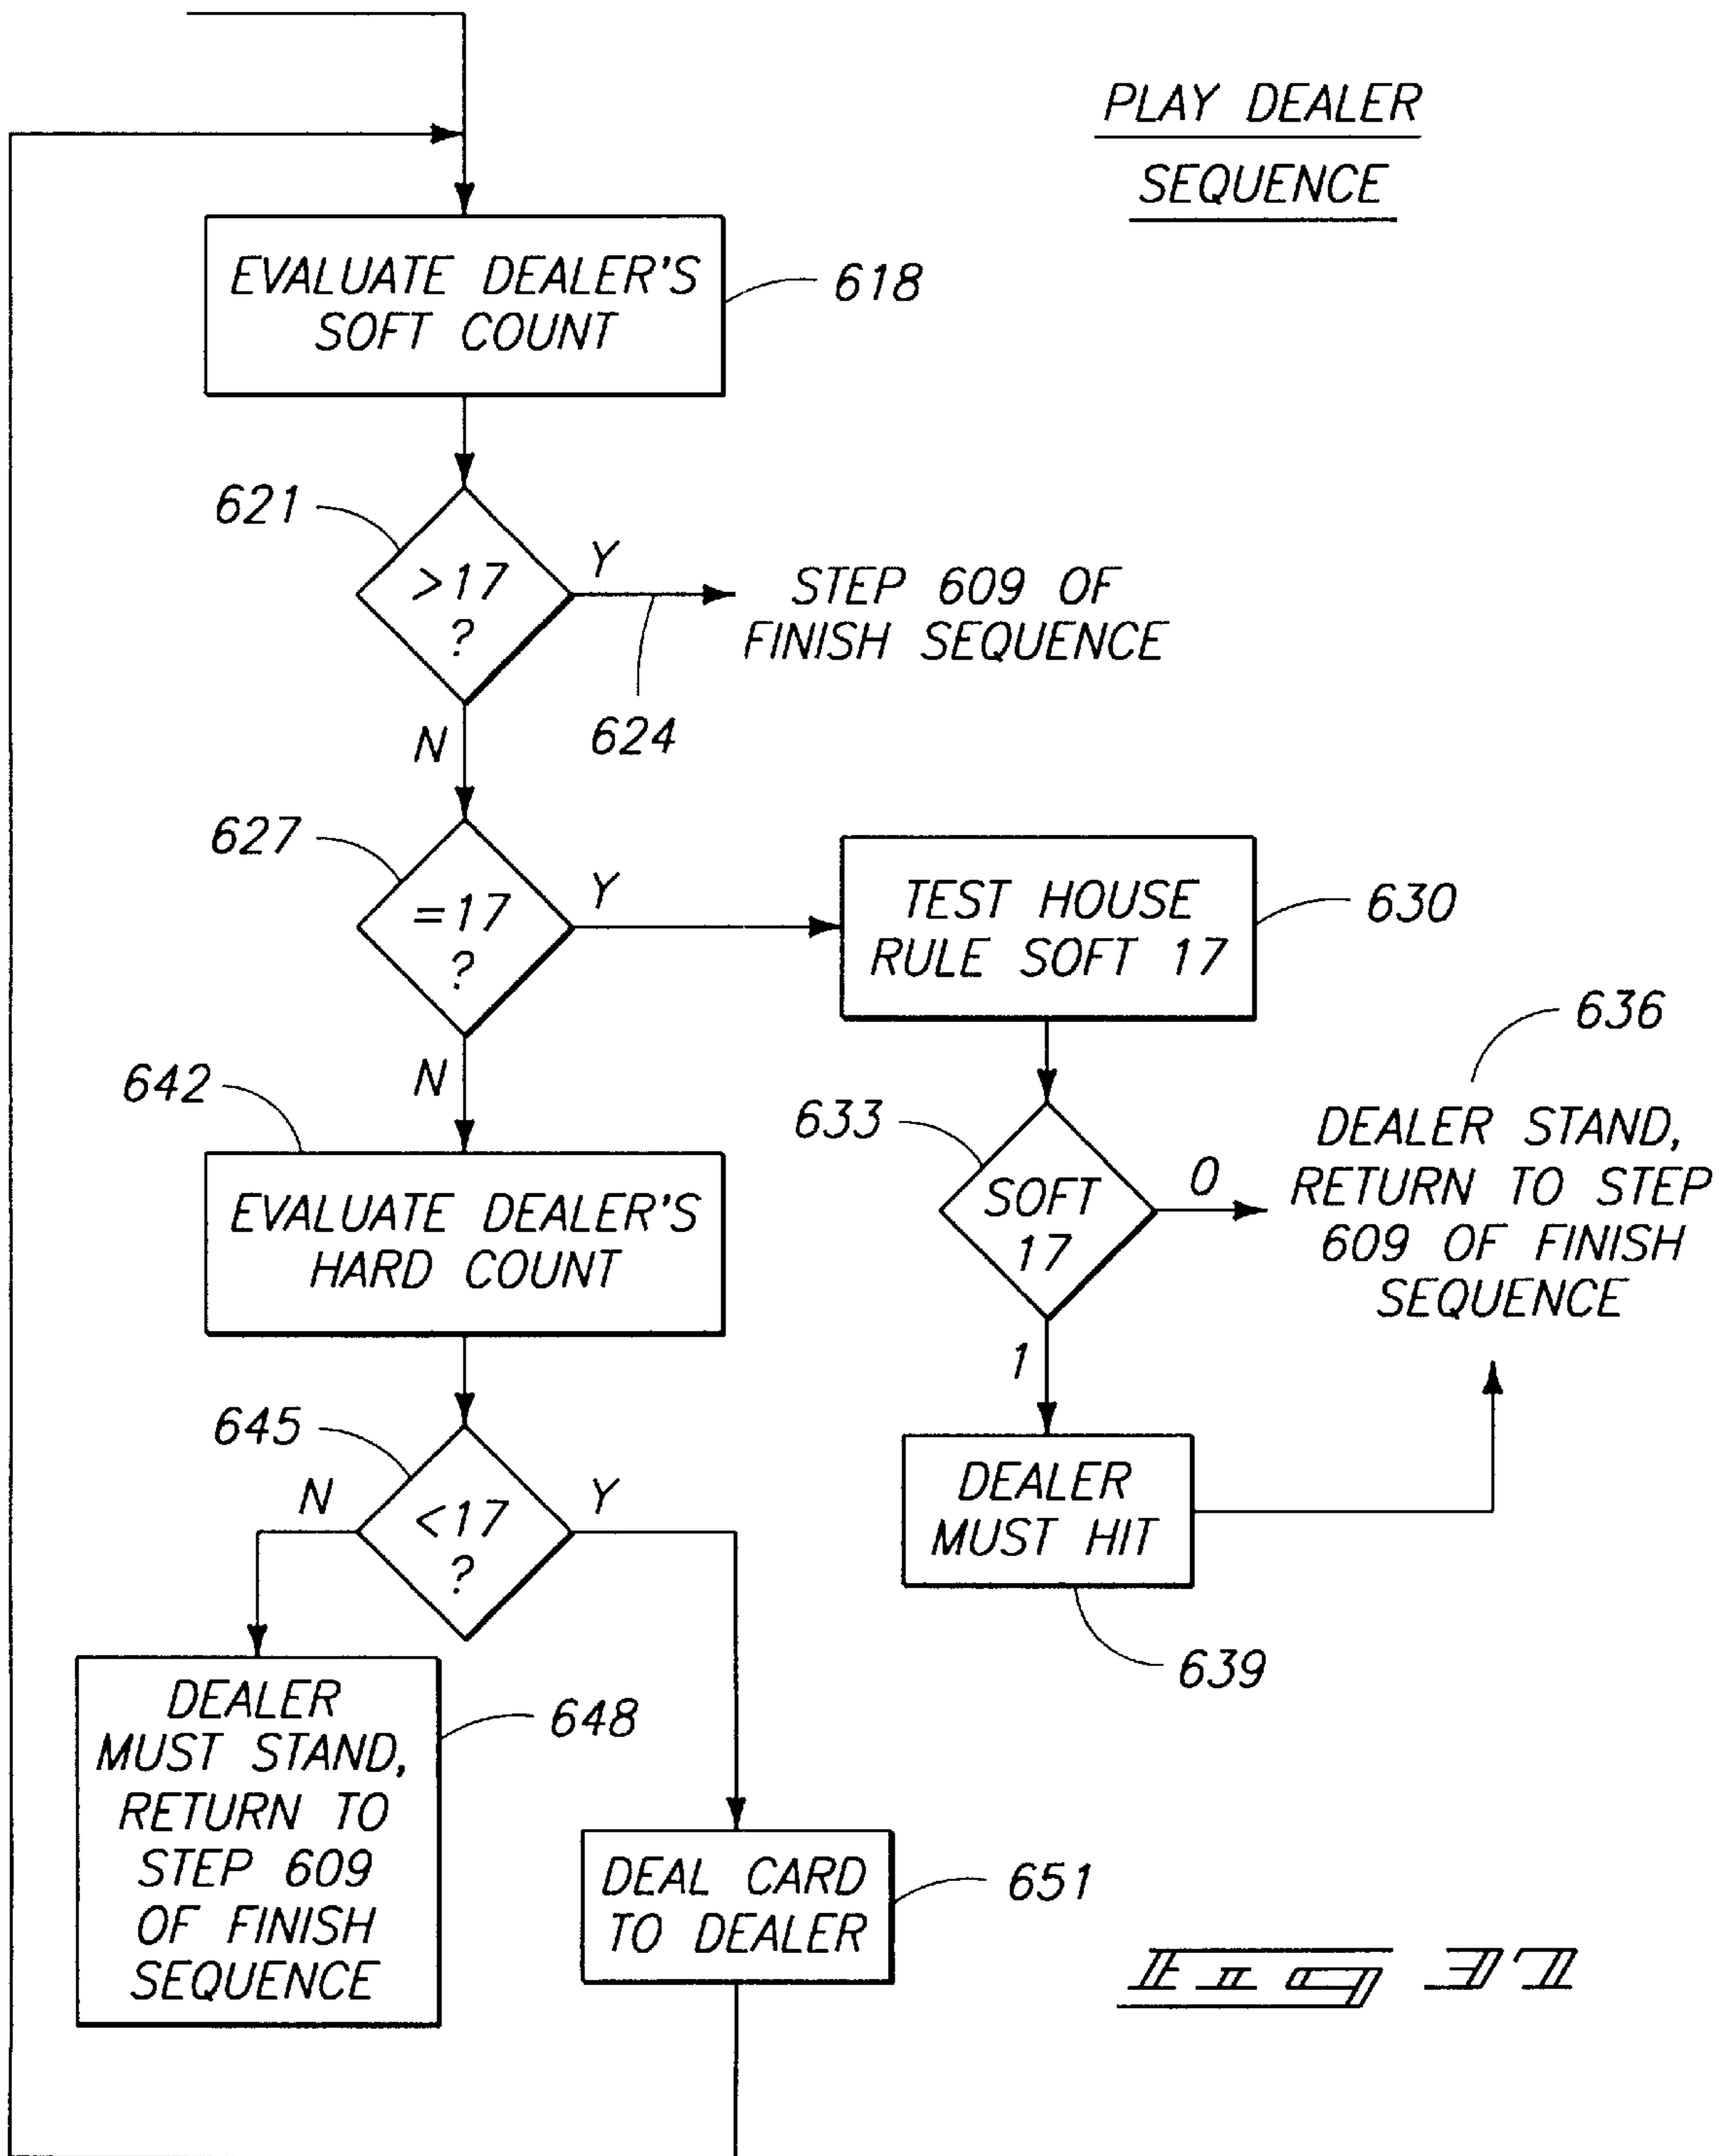 PLAY DEALER
SEQUENCE
EVALUATE DEALER'S
SOFT COUNT
618
621
>17
?
Y
STEP 609 OF
FINISH SEQUENCE
624
N
627
=17
?
Y
TEST HOUSE
RULE SOFT 17
630
636
N
642
633
SOFT
17
0
DEALER STAND,
RETURN TO STEP
609 OF FINISH
SEQUENCE
EVALUATE DEALER'S
HARD COUNT
1
645
N
<17
?
Y
DEALER
MUST HIT
639
DEALER
MUST STAND,
RETURN TO
STEP 609
OF FINISH
SEQUENCE
648
DEAL CARD
TO DEALER
651
Fig 37